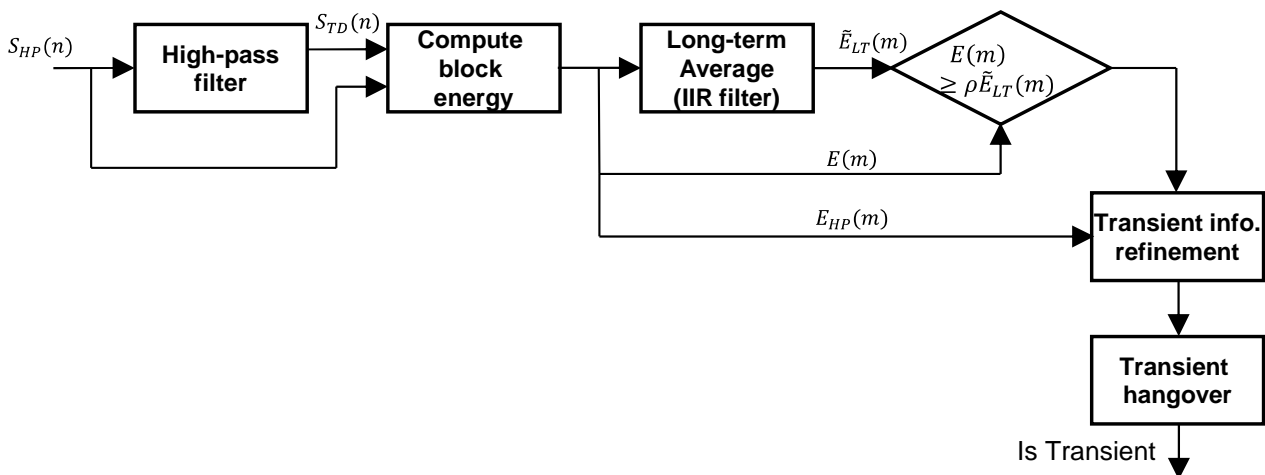 S_HP(n)
High-pass
filter
S_TD(n)
Compute
block
energy
Long-term
Average
(IIR filter)
Ẽ_LT(m)
E(m)
≥ ρẼ_LT(m)
E(m)
E_HP(m)
Transient info.
refinement
Transient
hangover
Is Transient